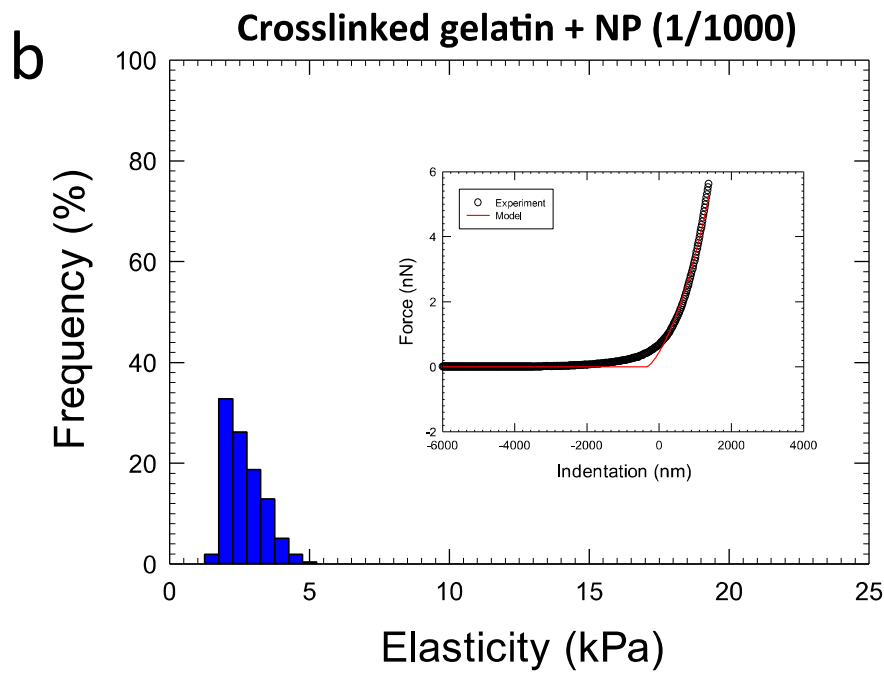 Crosslinked gelatin + NP (1/1000)
b
100
80
60
40
20
0
Frequency (%)
0 5 10 15 20 25
Elasticity (kPa)
6
4
2
0
-2
Force (nN)
Experiment
Model
-6000 -4000 -2000 0 2000 4000
Indentation (nm)